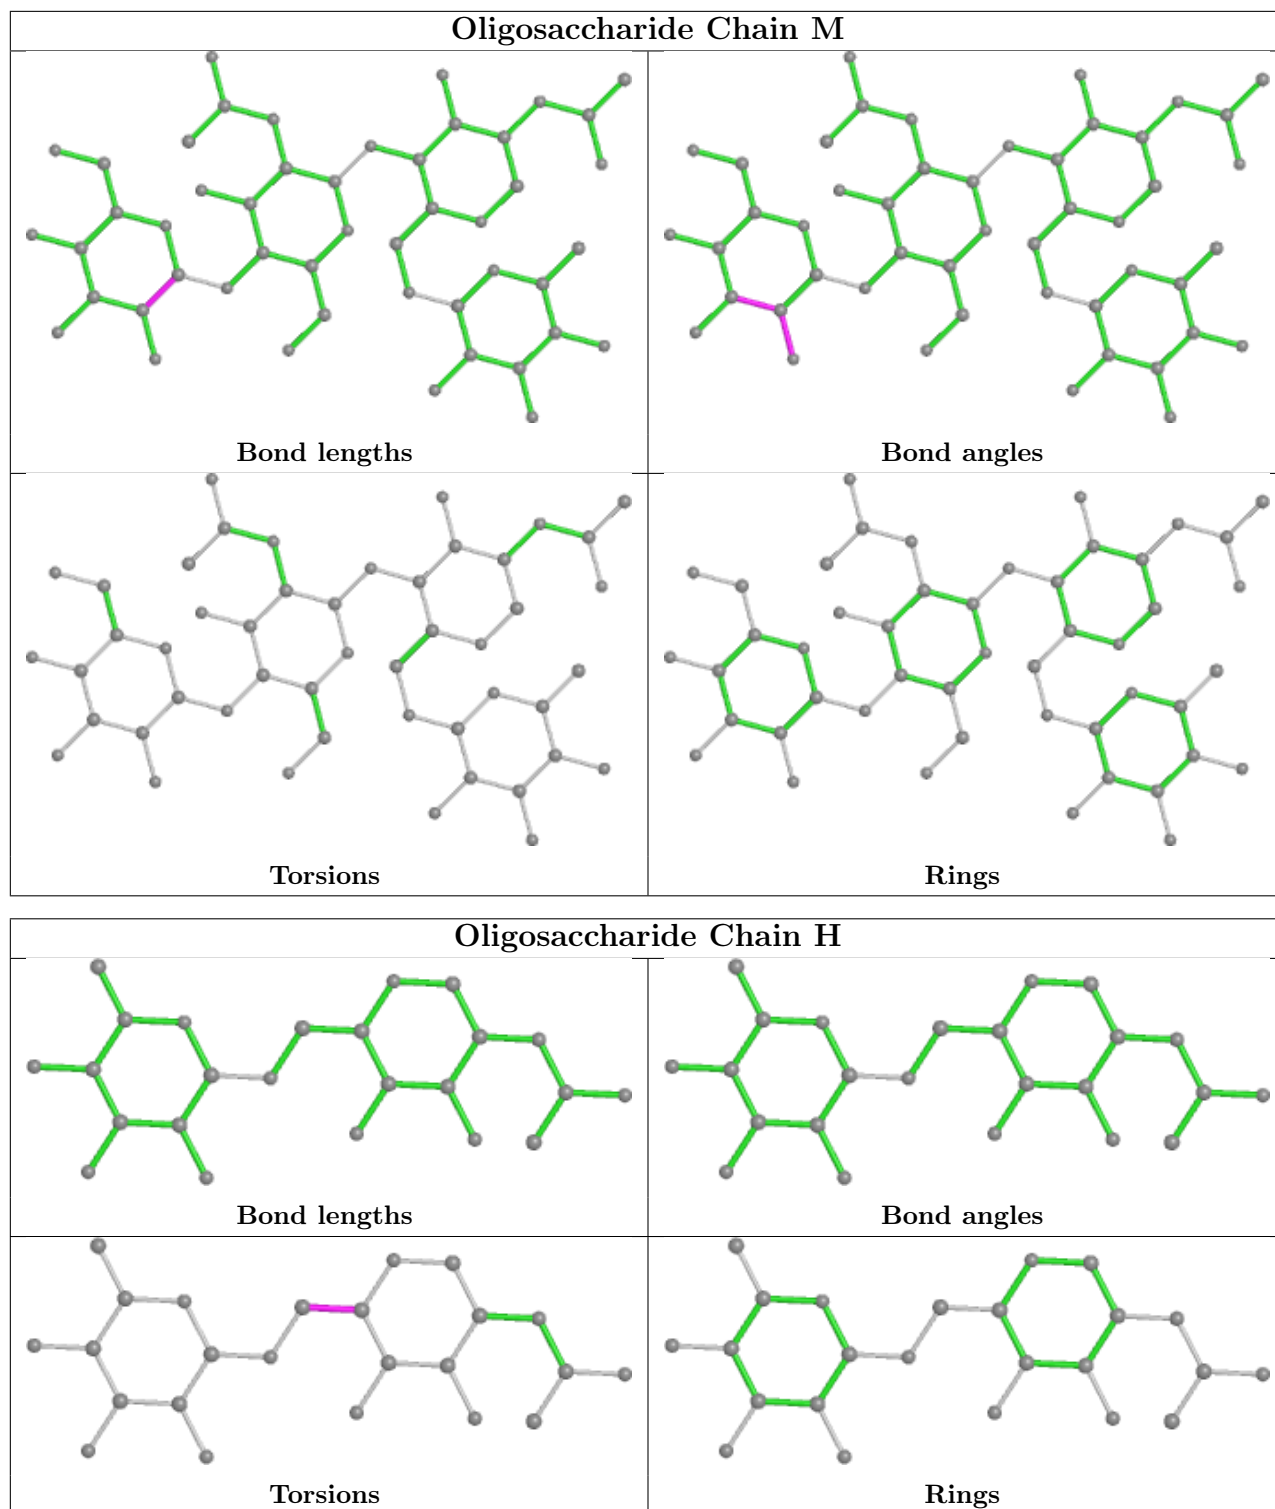 Oligosaccharide Chain M
Bond lengths
Bond angles
Torsions
Rings
Oligosaccharide Chain H
Bond lengths
Bond angles
Torsions
Rings